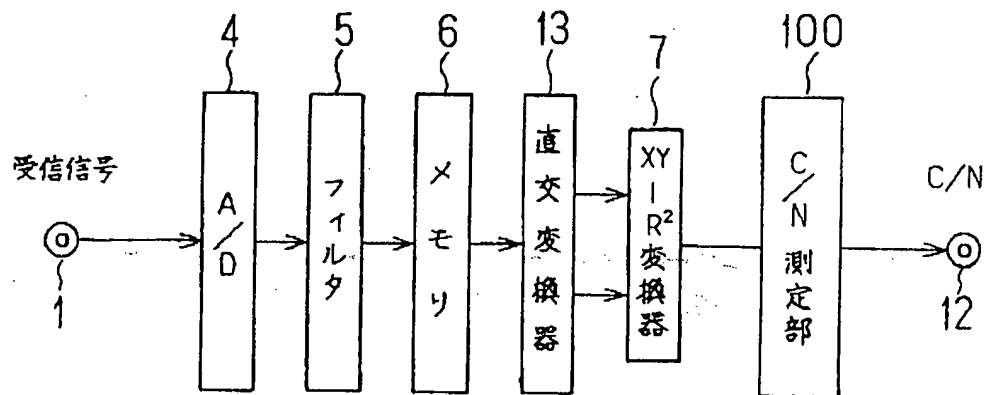 4
5
6
13
7
100
受信信号
A/D
フィルタ
メモリ
直交変換器
XY-R²変換器
C/N測定部
C/N
1
12